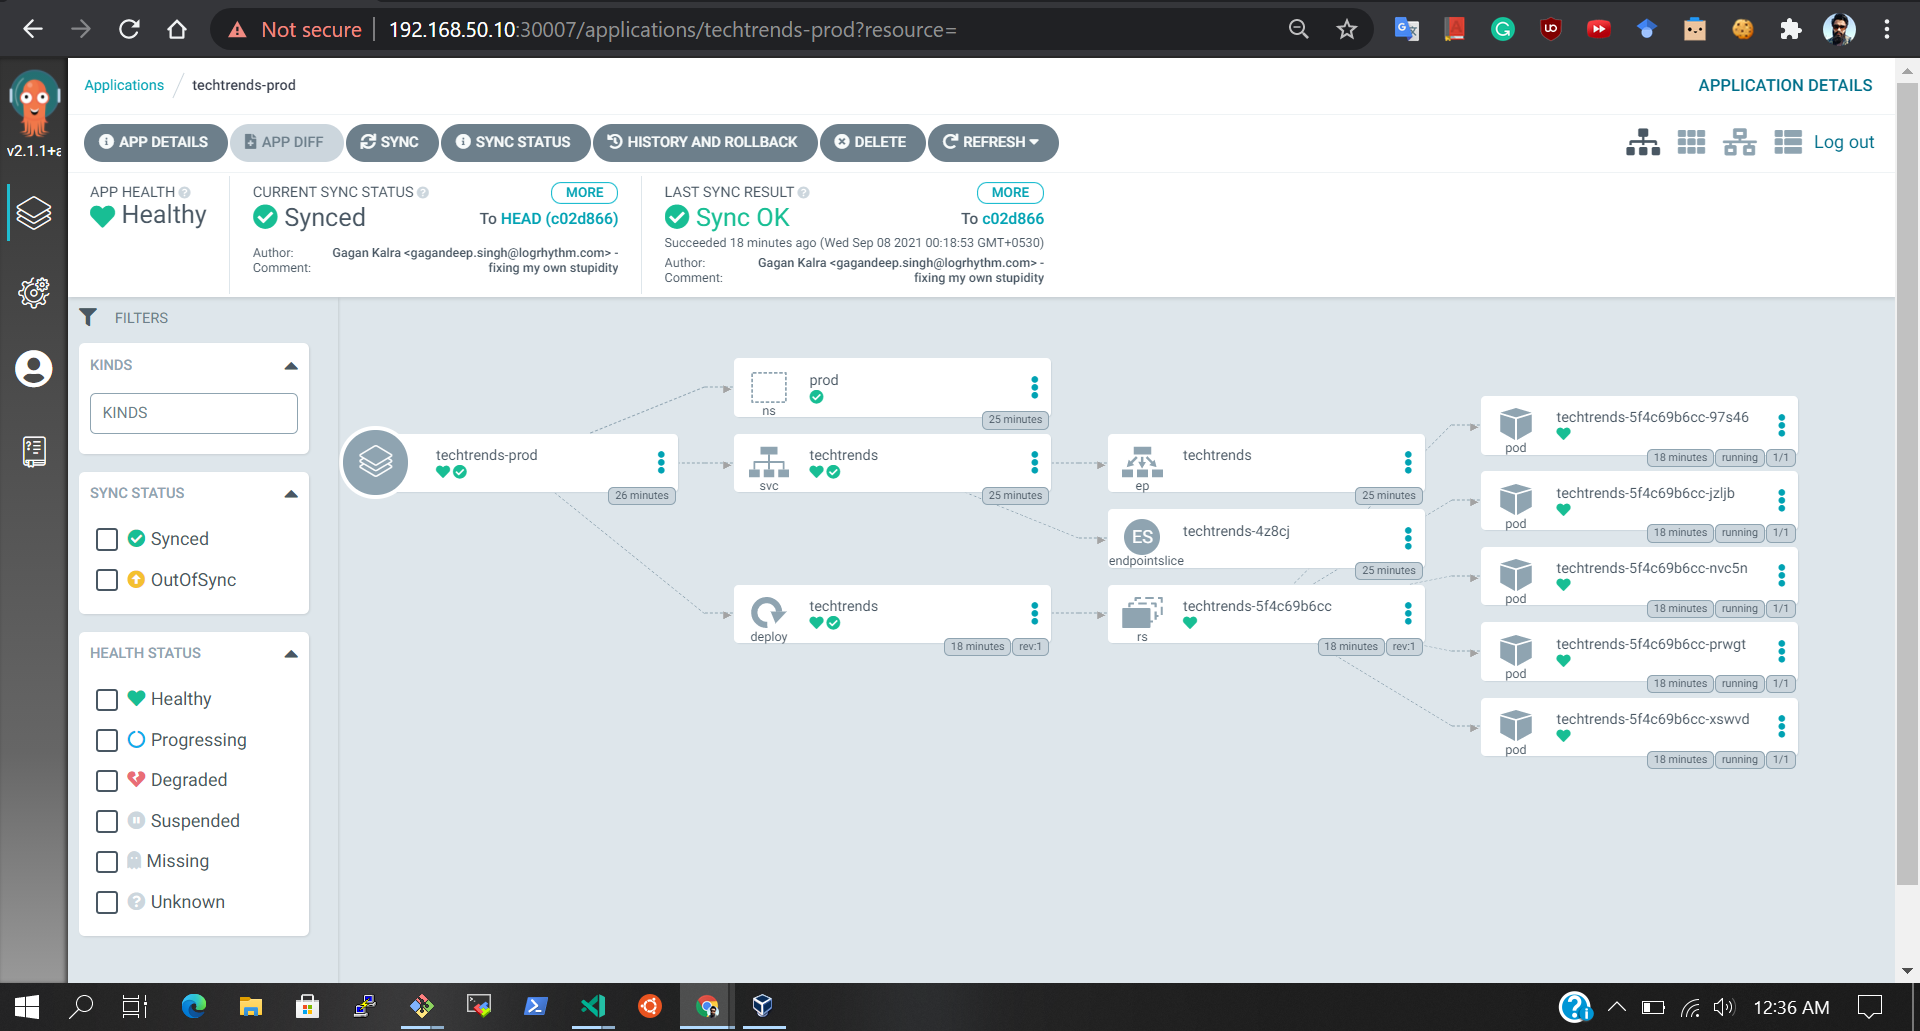 Not secure
192.168.50.10:30007/applications/techtrends-prod?resource=
v2.1.1+a
Applications / techtrends-prod
APPLICATION DETAILS
APP DETAILS
APP DIFF
SYNC
SYNC STATUS
HISTORY AND ROLLBACK
DELETE
REFRESH
Log out
APP HEALTH
Healthy
CURRENT SYNC STATUS
MORE
Synced
To HEAD (c02d866)
Author: Gagan Kalra <gagandeep.singh@logrhythm.com> -
Comment: fixing my own stupidity
LAST SYNC RESULT
MORE
Sync OK
To c02d866
Succeeded 18 minutes ago (Wed Sep 08 2021 00:18:53 GMT+0530)
Author: Gagan Kalra <gagandeep.singh@logrhythm.com> -
Comment: fixing my own stupidity
FILTERS
KINDS
KINDS
SYNC STATUS
Synced
OutOfSync
HEALTH STATUS
Healthy
Progressing
Degraded
Suspended
Missing
Unknown
techtrends-prod
26 minutes
prod
ns
25 minutes
techtrends
svc
25 minutes
techtrends
deploy
18 minutes
rev:1
techtrends
ep
25 minutes
ES
techtrends-4z8cj
endpointslice
25 minutes
techtrends-5f4c69b6cc
rs
18 minutes
rev:1
techtrends-5f4c69b6cc-97s46
pod
18 minutes
running
1/1
techtrends-5f4c69b6cc-jzljb
pod
18 minutes
running
1/1
techtrends-5f4c69b6cc-nvc5n
pod
18 minutes
running
1/1
techtrends-5f4c69b6cc-prwgt
pod
18 minutes
running
1/1
techtrends-5f4c69b6cc-xswvd
pod
18 minutes
running
1/1
12:36 AM